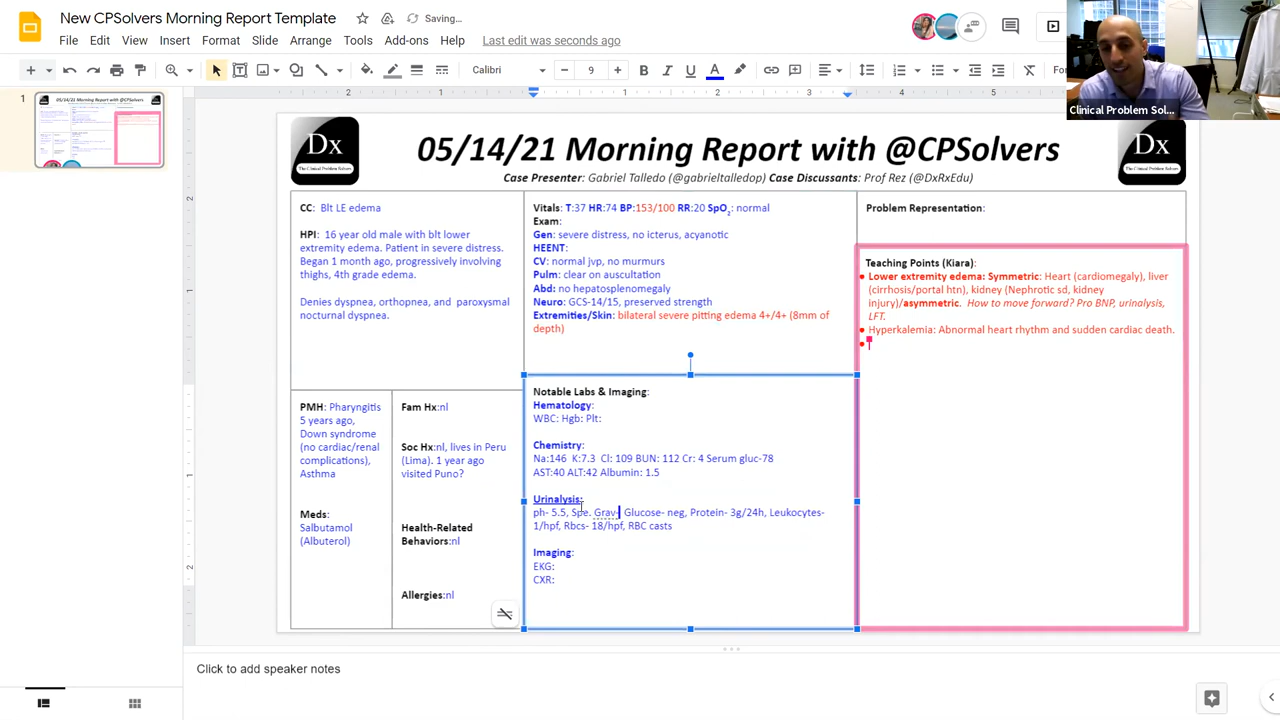 New CPSolvers Morning Report Template
Saving...
File Edit View Insert Format Slide Arrange Tools Add-ons Help Last edit was seconds ago
Calibri
9
Clinical Problem Sol...
1
05/14/21 Morning Report with @CPSolvers
Case Presenter: Gabriel Talledo (@gabrieltalledop) Case Discussants: Prof Rez (@DxRxEdu)
Dx
The Clinical Problem Solvers
Dx
The Clinical Problem Solvers
CC: Blt LE edema
HPI: 16 year old male with blt lower
extremity edema. Patient in severe distress.
Began 1 month ago, progressively involving
thighs, 4th grade edema.
Denies dyspnea, orthopnea, and paroxysmal
nocturnal dyspnea.
PMH: Pharyngitis
5 years ago,
Down syndrome
(no cardiac/renal
complications),
Asthma
Meds:
Salbutamol
(Albuterol)
Fam Hx:nl
Soc Hx:nl, lives in Peru
(Lima). 1 year ago
visited Puno?
Health-Related
Behaviors:nl
Allergies:nl
Vitals: T:37 HR:74 BP:153/100 RR:20 SpO2: normal
Exam:
Gen: severe distress, no icterus, acyanotic
HEENT:
CV: normal jvp, no murmurs
Pulm: clear on auscultation
Abd: no hepatosplenomegaly
Neuro: GCS-14/15, preserved strength
Extremities/Skin: bilateral severe pitting edema 4+/4+ (8mm of
depth)
Notable Labs & Imaging:
Hematology:
WBC: Hgb: Plt:
Chemistry:
Na:146 K:7.3 Cl: 109 BUN: 112 Cr: 4 Serum gluc-78
AST:40 ALT:42 Albumin: 1.5
Urinalysis:
ph- 5.5, Spe. Grav- Glucose- neg, Protein- 3g/24h, Leukocytes-
1/hpf, Rbcs- 18/hpf, RBC casts
Imaging:
EKG:
CXR:
Problem Representation:
Teaching Points (Kiara):
Lower extremity edema: Symmetric: Heart (cardiomegaly), liver
(cirrhosis/portal htn), kidney (Nephrotic sd, kidney
injury)/asymmetric. How to move forward? Pro BNP, urinalysis,
LFT.
Hyperkalemia: Abnormal heart rhythm and sudden cardiac death.
Click to add speaker notes